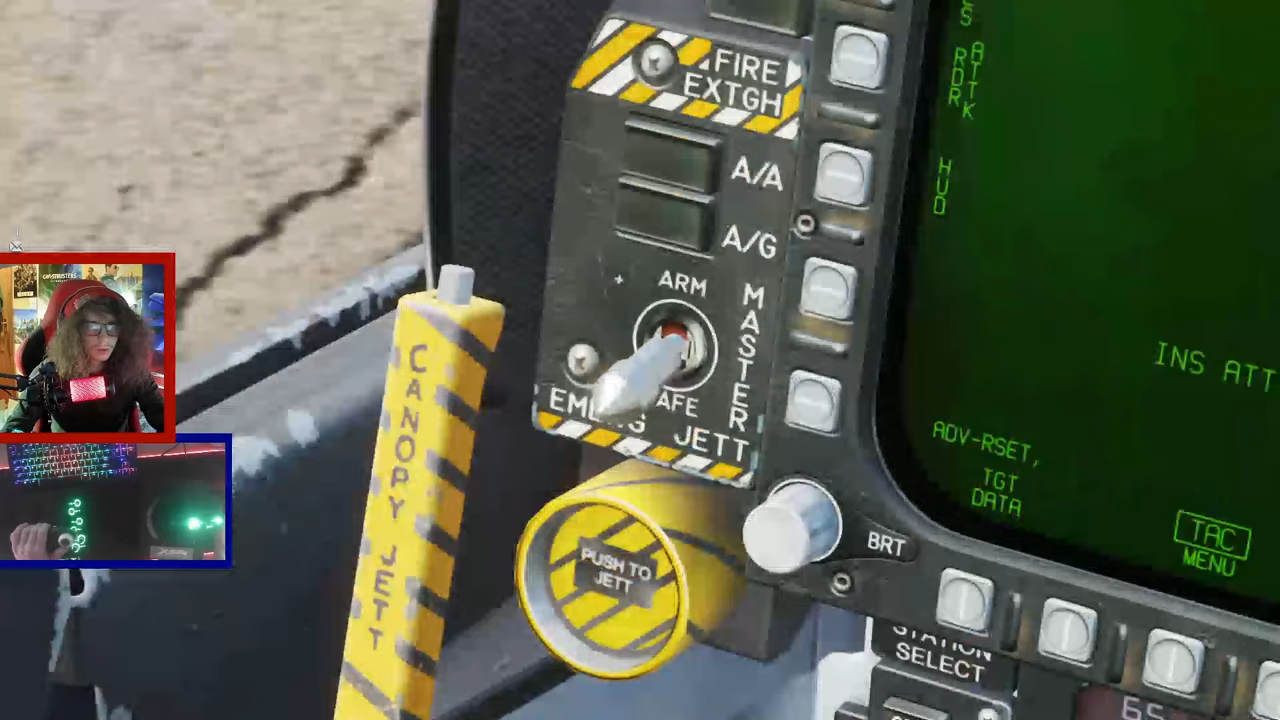 FIRE
EXTGH
A/A
A/G
ARM
MASTER
EMERG
JETT
PUSH TO
JETT
CANOPY JETT
BRT
STATION
SELECT
ATTK
RDR
HUD
INS ATT
ADV-RSET,
TGT
DATA
TAC
MENU